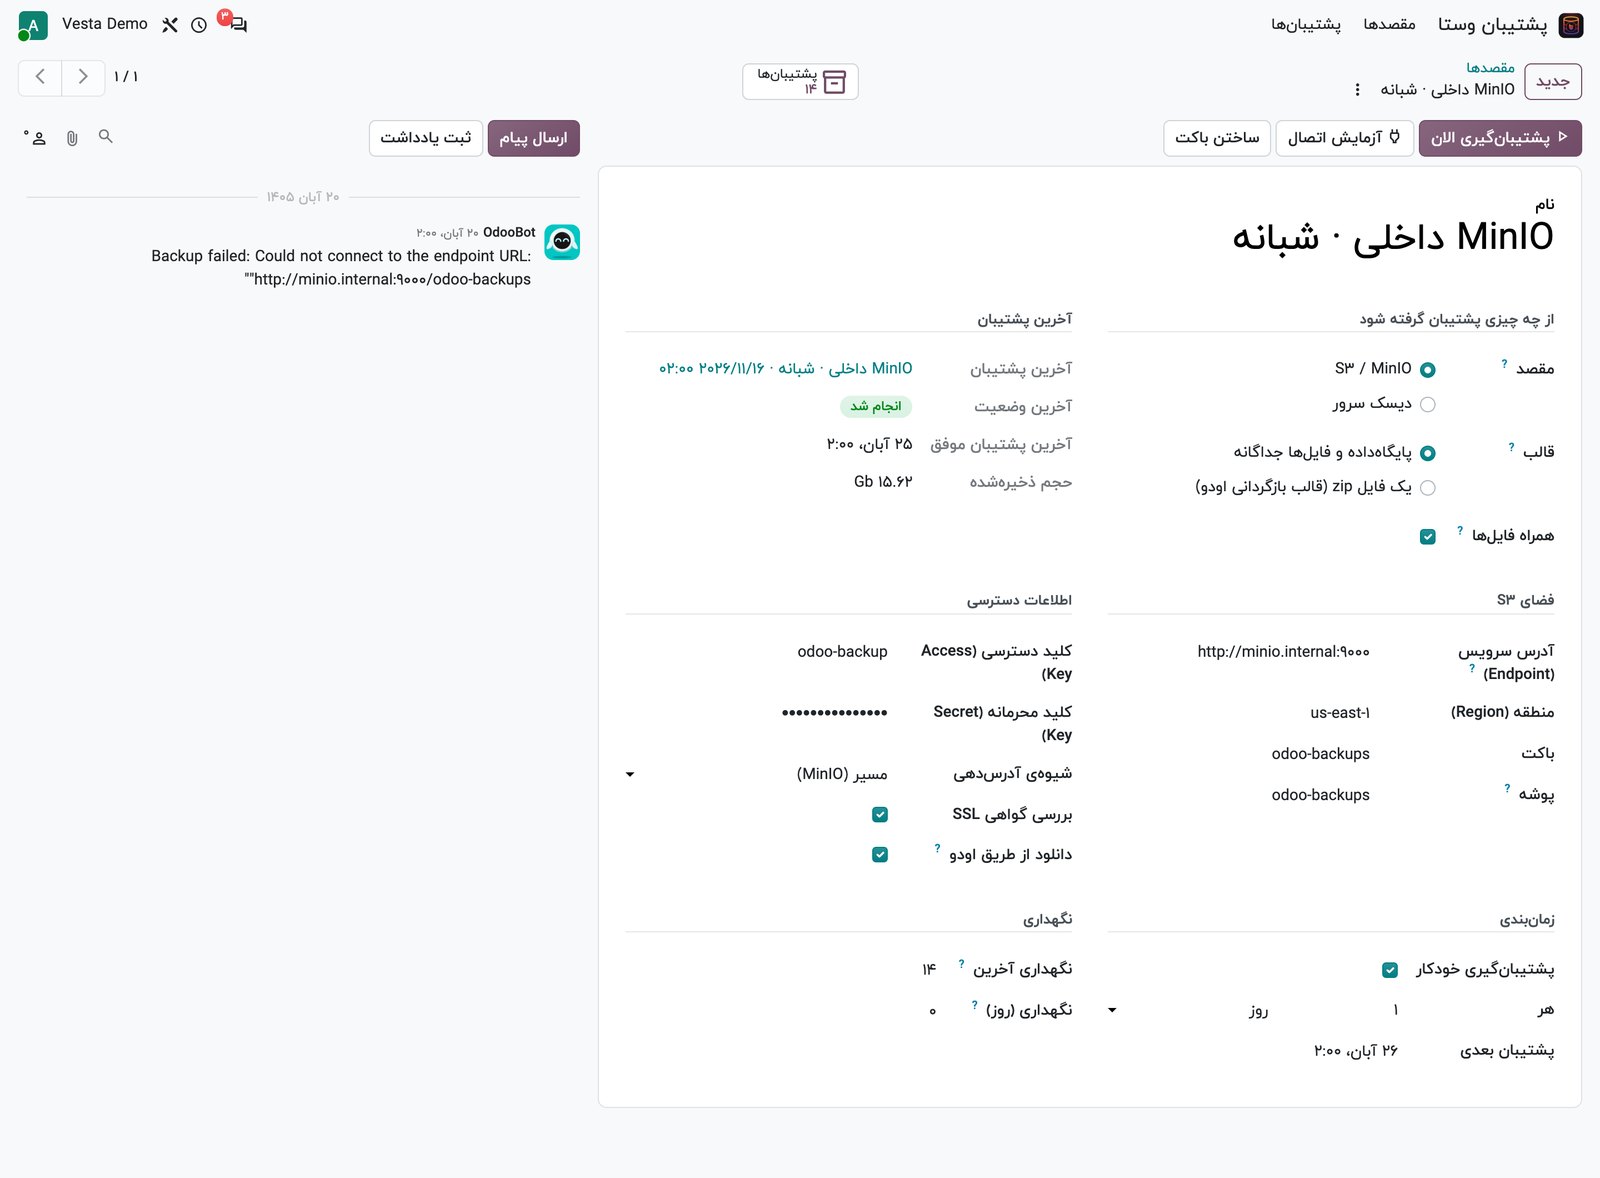 پشتیبان وستا
مقصدها
پشتیبان‌ها
۳
Vesta Demo
A
جدید
مقصدها
MinIO داخلی · شبانه
پشتیبان‌ها
۱۴
۱ / ۱
پشتیبان‌گیری الان
آزمایش اتصال
ساختن باکت
ارسال پیام
ثبت یادداشت
نام
MinIO داخلی · شبانه
از چه چیزی پشتیبان گرفته شود
مقصد ?
S۳ / MinIO
دیسک سرور
قالب ?
پایگاه‌داده و فایل‌ها جداگانه
یک فایل zip (قالب بازگردانی اودو)
همراه فایل‌ها ?
آخرین پشتیبان
آخرین پشتیبان
MinIO داخلی · شبانه · ۲۰۲۶/۱۱/۱۶ ۰۲:۰۰
آخرین وضعیت
انجام شد
آخرین پشتیبان موفق
۲۵ آبان، ۲:۰۰
حجم ذخیره‌شده
۱۵.۶۲ Gb
فضای S۳
آدرس سرویس
(Endpoint) ?
http://minio.internal:۹۰۰۰
منطقه (Region)
us-east-۱
باکت
odoo-backups
پوشه ?
odoo-backups
اطلاعات دسترسی
کلید دسترسی (Access
Key)
odoo-backup
کلید محرمانه (Secret
Key)
•••••••••••••••
شیوه‌ی آدرس‌دهی
مسیر (MinIO)
بررسی گواهی SSL
دانلود از طریق اودو ?
زمان‌بندی
پشتیبان‌گیری خودکار
هر
۱
روز
پشتیبان بعدی
۲۶ آبان، ۲:۰۰
نگهداری
نگهداری آخرین ?
۱۴
نگهداری (روز) ?
۰
۲۰ آبان ۱۴۰۵
OdooBot ۲۰ آبان، ۲:۰۰
Backup failed: Could not connect to the endpoint URL:
"http://minio.internal:۹۰۰۰/odoo-backups"